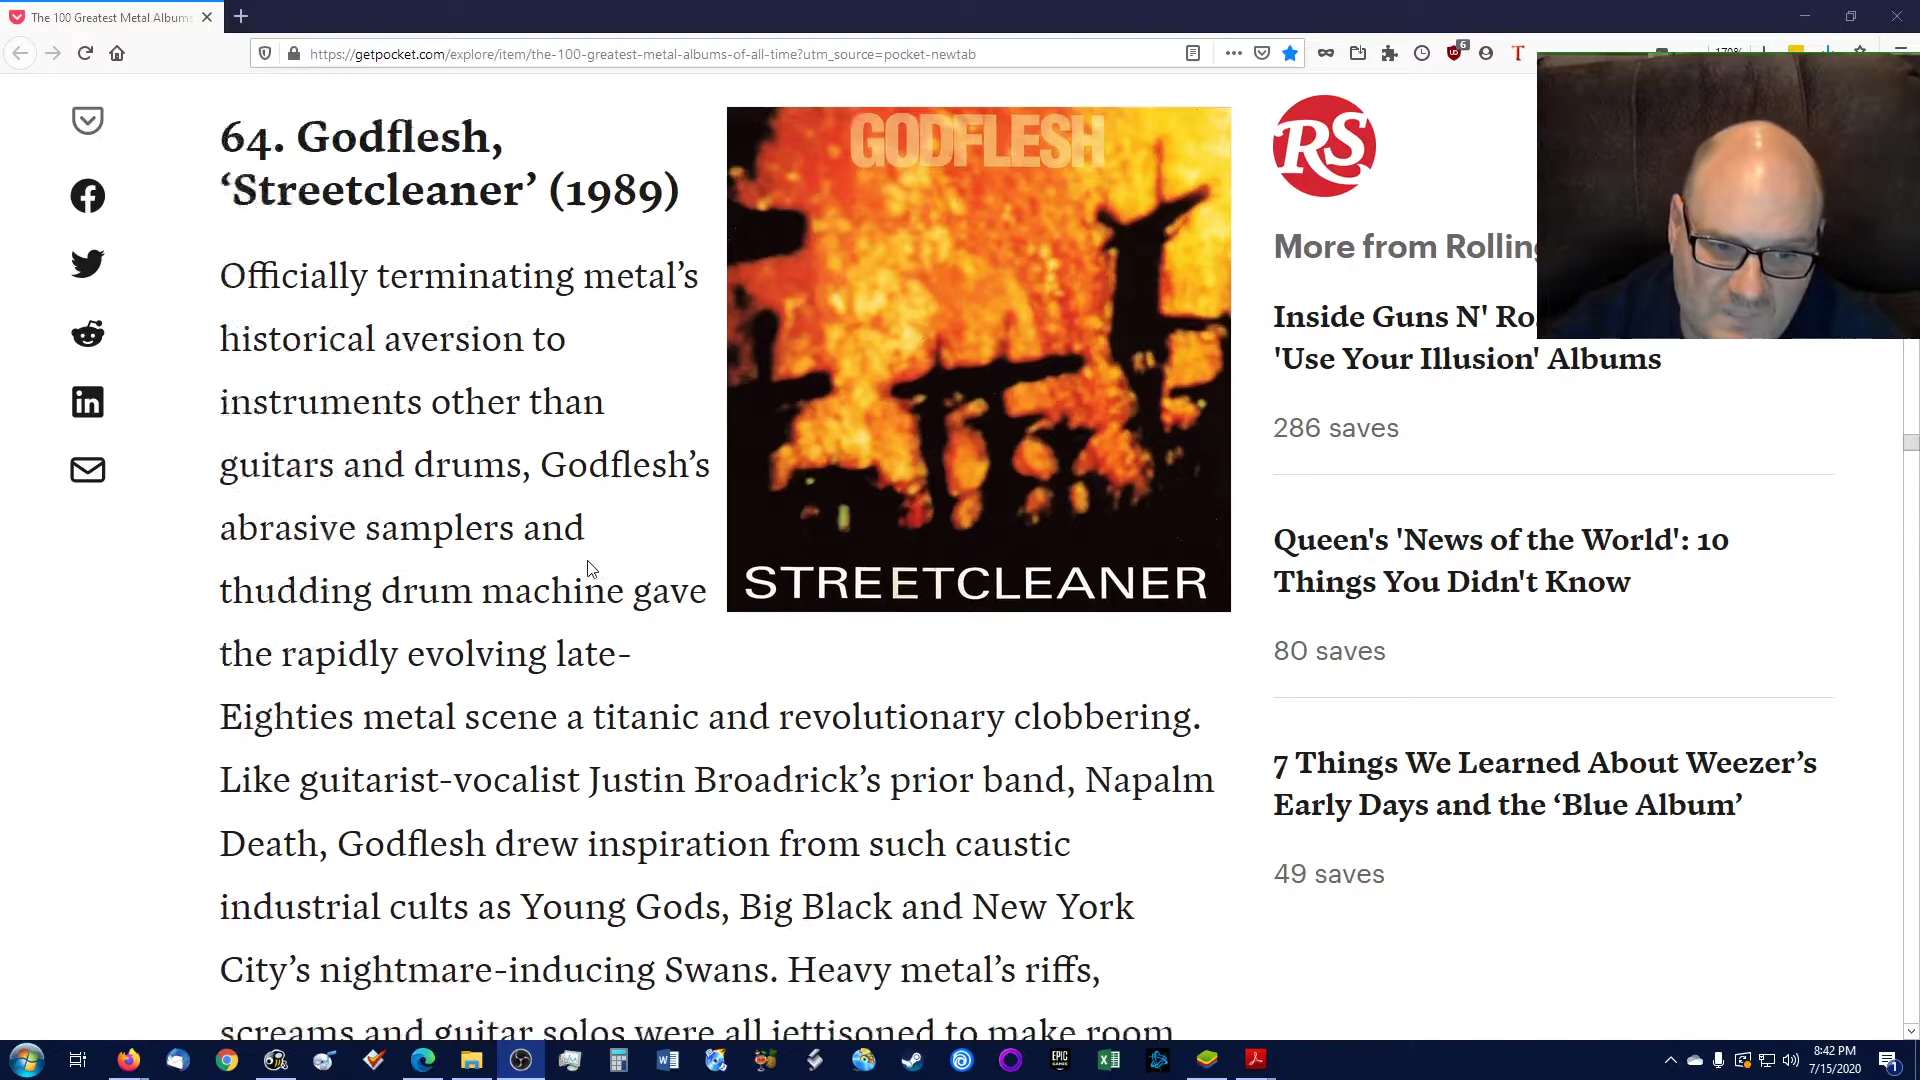 The 100 Greatest Metal Albums
https://getpocket.com/explore/item/the-100-greatest-metal-albums-of-all-time?utm_source=pocket-newtab
6
170%
64. Godflesh,
‘Streetcleaner’ (1989)
Officially terminating metal’s
historical aversion to
instruments other than
guitars and drums, Godflesh’s
abrasive samplers and
thudding drum machine gave
the rapidly evolving late-
Eighties metal scene a titanic and revolutionary clobbering.
Like guitarist-vocalist Justin Broadrick’s prior band, Napalm
Death, Godflesh drew inspiration from such caustic
industrial cults as Young Gods, Big Black and New York
City’s nightmare-inducing Swans. Heavy metal’s riffs,
screams and guitar solos were all jettisoned to make room
GODFLESH
STREETCLEANER
RS
More from Rolling
Inside Guns N' Ro
'Use Your Illusion' Albums
286 saves
Queen's 'News of the World': 10
Things You Didn't Know
80 saves
7 Things We Learned About Weezer’s
Early Days and the ‘Blue Album’
49 saves
8:42 PM
7/15/2020
1